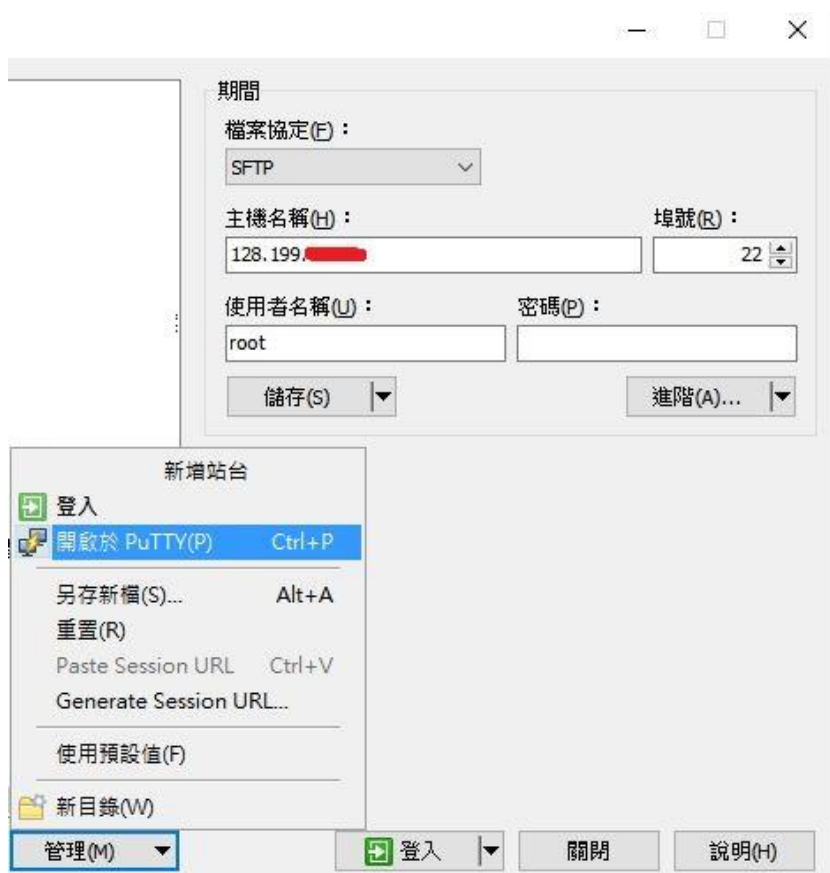 期間
檔案協定(F)：
SFTP
主機名稱(H)：
埠號(R)：
128.199.
22
使用者名稱(U)：
密碼(P)：
root
儲存(S)
進階(A)...
新增站台
登入
開啟於 PuTTY(P) Ctrl+P
另存新檔(S)... Alt+A
重置(R)
Paste Session URL Ctrl+V
Generate Session URL...
使用預設值(F)
新目錄(W)
管理(M)
登入
關閉
說明(H)